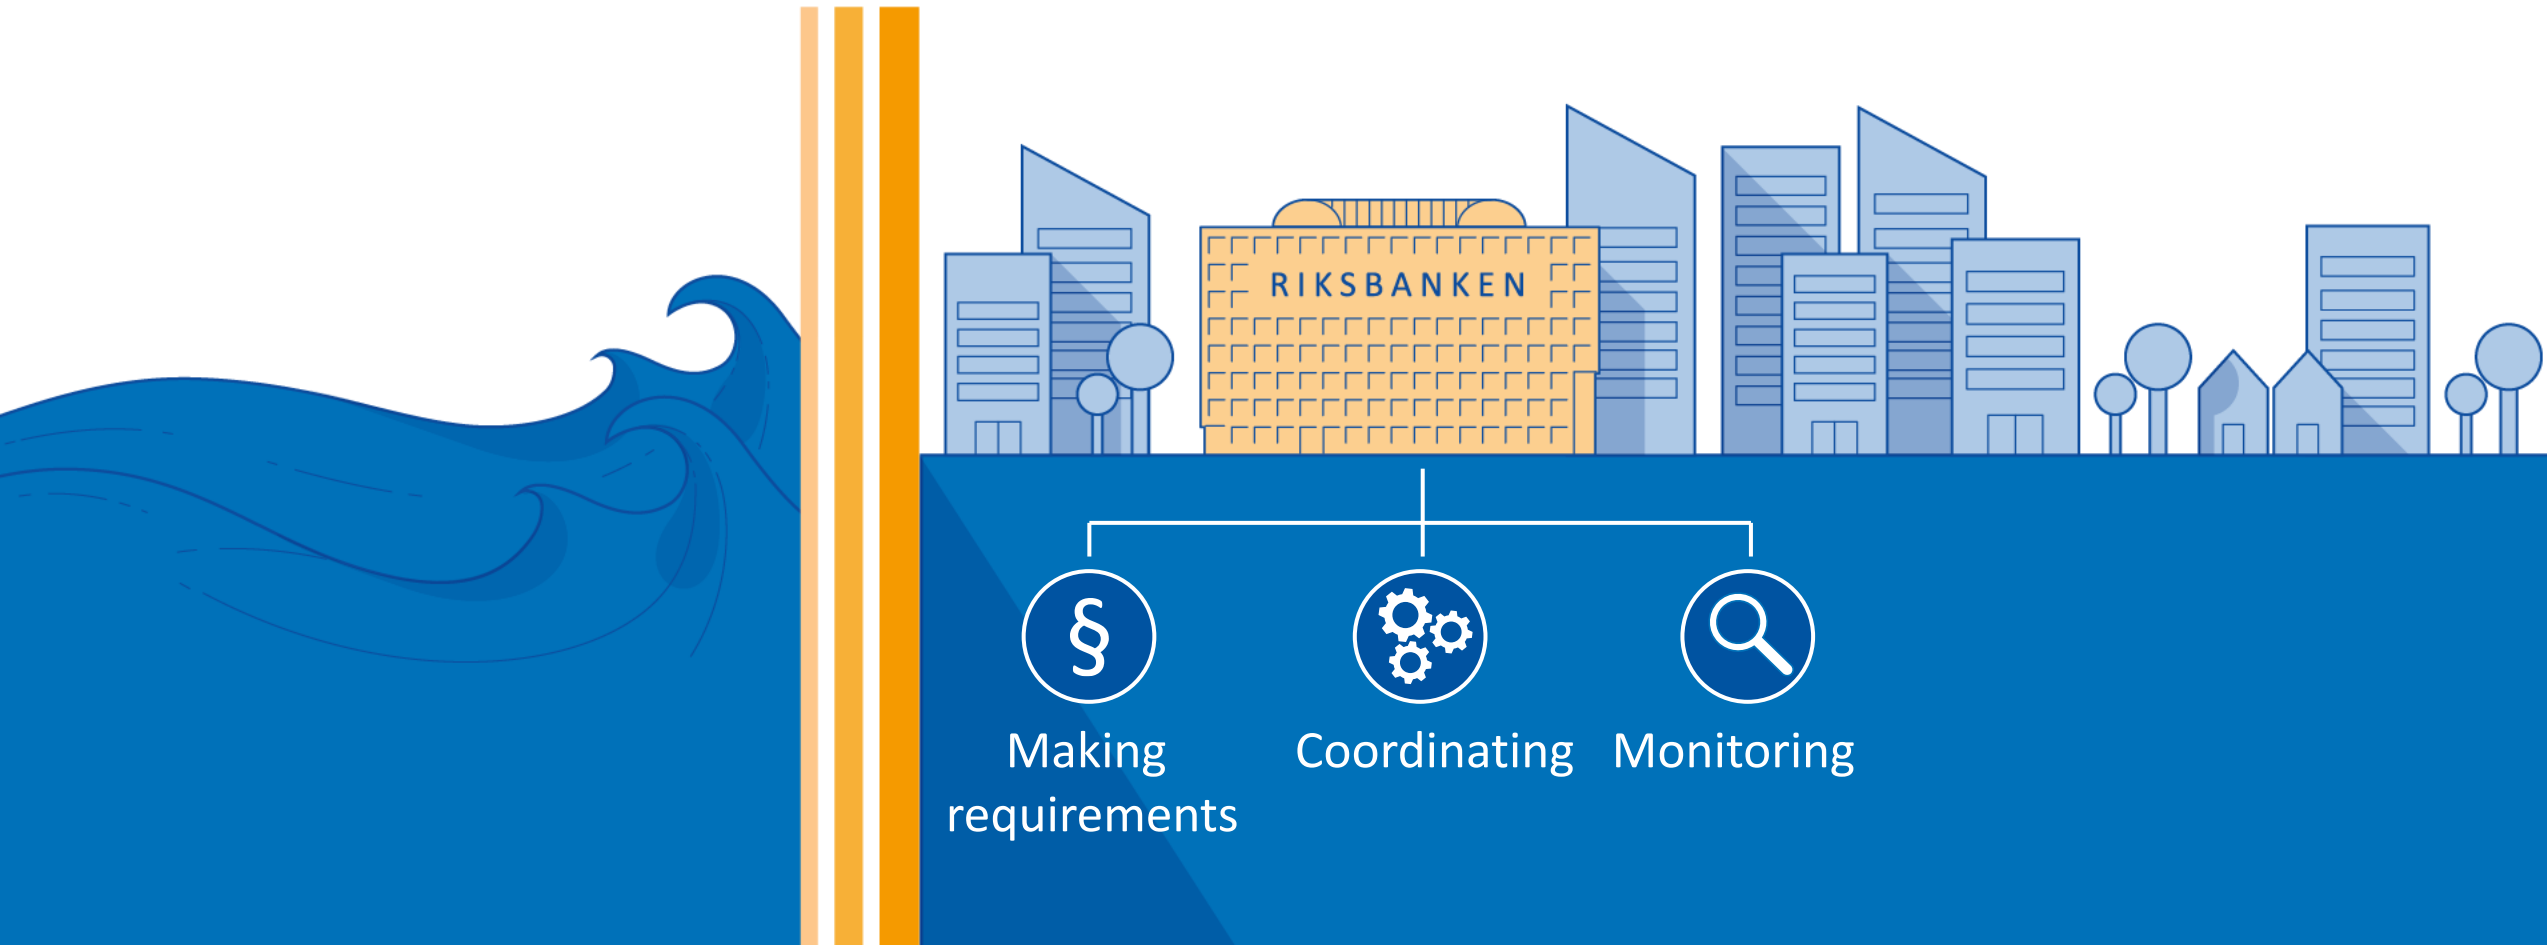 RIKSBANKEN
§
Making
requirements
Coordinating
Monitoring